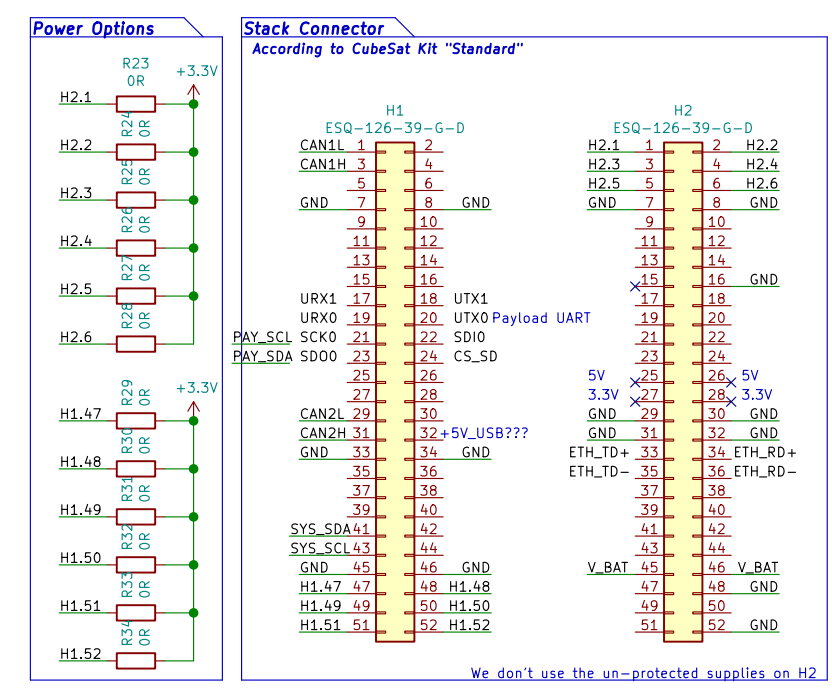 Power Options
R23
0R
+3.3V
H2.1
R24
0R
H2.2
R25
0R
H2.3
R26
0R
H2.4
R27
0R
H2.5
R28
0R
H2.6
R29
0R
+3.3V
H1.47
R30
0R
H1.48
R31
0R
H1.49
R32
0R
H1.50
R33
0R
H1.51
R34
0R
H1.52
Stack Connector
According to CubeSat Kit "Standard"
H1
ESQ-126-39-G-D
CAN1L 1 2
CAN1H 3 4
5 6
GND 7 8 GND
9 10
11 12
13 14
15 16
URX1 17 18 UTX1
URX0 19 20 UTX0 Payload UART
PAY_SCL SCK0 21 22 SDI0
PAY_SDA SDO0 23 24 CS_SD
25 26
27 28
CAN2L 29 30
CAN2H 31 32 +5V_USB???
GND 33 34 GND
35 36
37 38
39 40
SYS_SDA 41 42
SYS_SCL 43 44
GND 45 46 GND
H1.47 47 48 H1.48
H1.49 49 50 H1.50
H1.51 51 52 H1.52
H2
ESQ-126-39-G-D
H2.1 1 2 H2.2
H2.3 3 4 H2.4
H2.5 5 6 H2.6
GND 7 8 GND
9 10
11 12
13 14
15 16 GND
17 18
19 20
21 22
23 24
5V 25 26 5V
3.3V 27 28 3.3V
GND 29 30 GND
GND 31 32 GND
ETH_TD+ 33 34 ETH_RD+
ETH_TD- 35 36 ETH_RD-
37 38
39 40
41 42
43 44
V_BAT 45 46 V_BAT
47 48 GND
49 50
51 52 GND
We don't use the un-protected supplies on H2